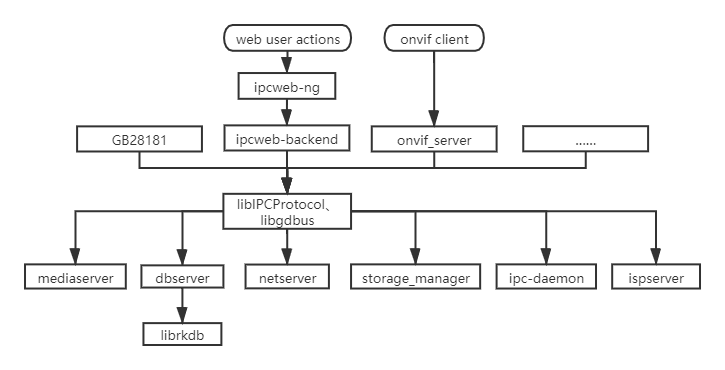 web user actions
onvif client
ipcweb-ng
GB28181
ipcweb-backend
onvif_server
......
libIPCProtocol、
libgdbus
mediaserver
dbserver
netserver
storage_manager
ipc-daemon
ispserver
librkdb